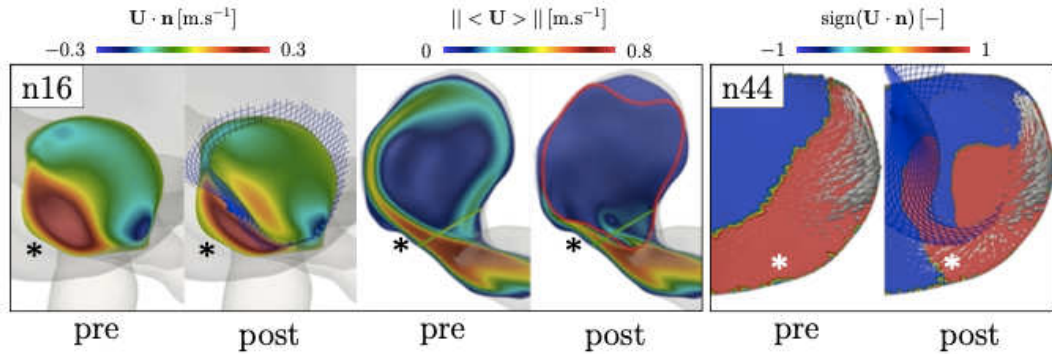 U · n [m.s⁻¹]
−0.3 0.3
|| < U > || [m.s⁻¹]
0 0.8
sign(U · n) [−]
−1 1
n16
n44
* * * * * *
pre post pre post pre post